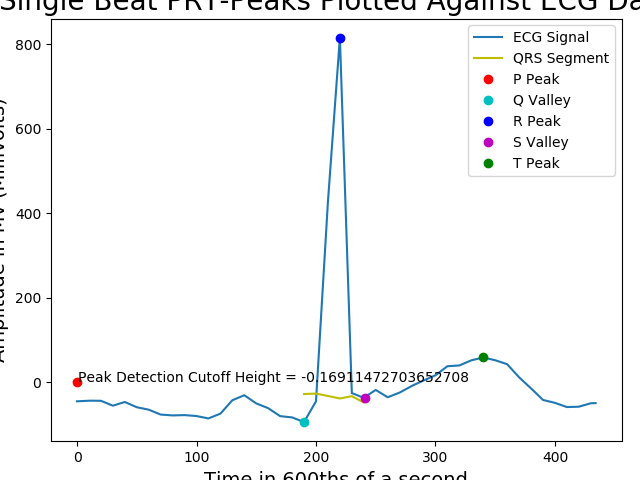 Single Beat PRT-Peaks Plotted Against ECG Da
800
600
400
200
0
Amplitude in MV (Millivolts)
ECG Signal
QRS Segment
P Peak
Q Valley
R Peak
S Valley
T Peak
Peak Detection Cutoff Height = -0.16911472703652708
0 100 200 300 400
Time in 600ths of a second